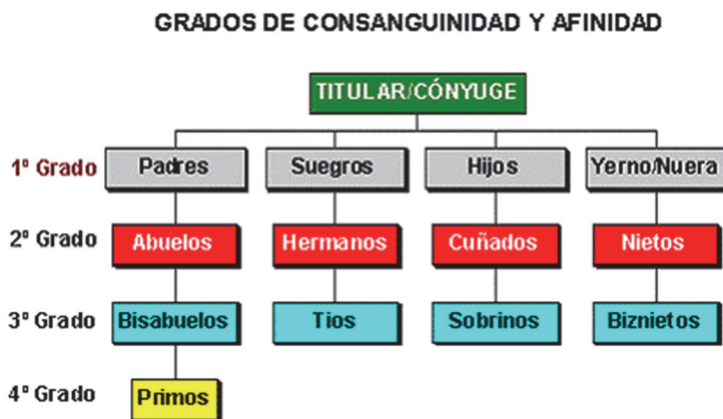 GRADOS DE CONSANGUINIDAD Y AFINIDAD
TITULAR/CÓNYUGE
1º Grado Padres Suegros Hijos Yerno/Nuera
2º Grado Abuelos Hermanos Cuñados Nietos
3º Grado Bisabuelos Tios Sobrinos Biznietos
4º Grado Primos